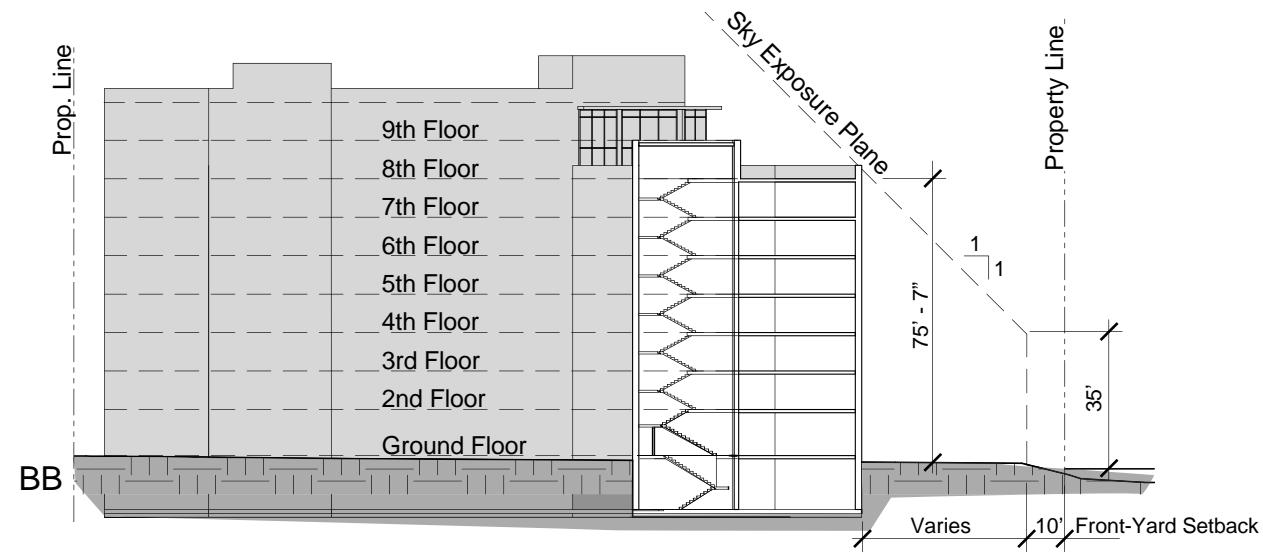 Prop. Line
Sky Exposure Plane
Property Line
9th Floor
8th Floor
7th Floor
6th Floor
5th Floor
4th Floor
3rd Floor
2nd Floor
Ground Floor
1
1
75' - 7”
35'
BB
Varies
10' Front-Yard Setback